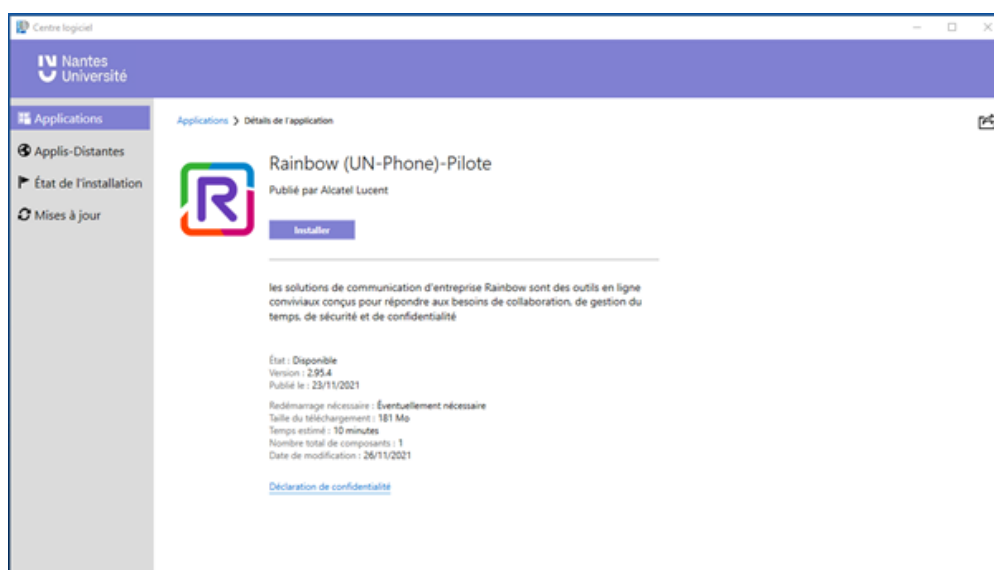 Centre logiciel
Nantes
Université
Applications
Applis-Distantes
État de l'installation
Mises à jour
Applications > Détails de l'application
R
Rainbow (UN-Phone)-Pilote
Publié par Alcatel Lucent
Installer
les solutions de communication d'entreprise Rainbow sont des outils en ligne
conviviaux conçus pour répondre aux besoins de collaboration, de gestion du
temps, de sécurité et de confidentialité
État : Disponible
Version : 2.95.4
Publié le : 23/11/2021
Redémarrage nécessaire : Éventuellement nécessaire
Taille du téléchargement : 181 Mo
Temps estimé : 10 minutes
Nombre total de composants : 1
Date de modification : 26/11/2021
Déclaration de confidentialité